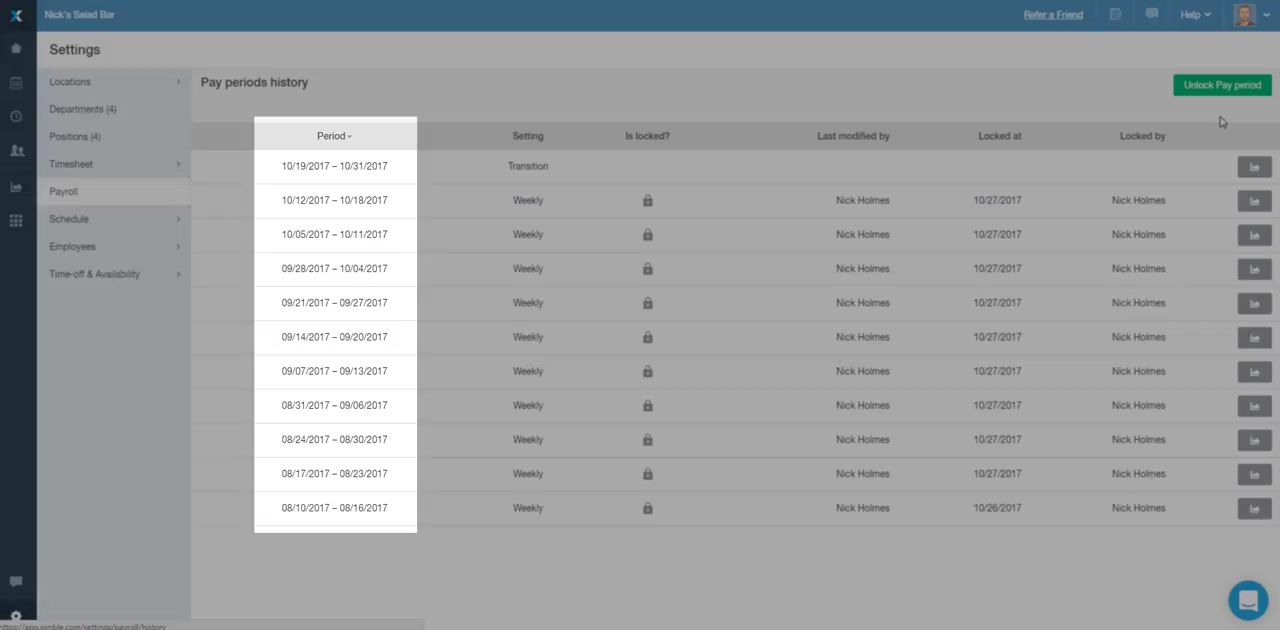 Nick's Salad Bar
Refer a Friend
Help
Settings
Locations
Departments (4)
Positions (4)
Timesheet
Payroll
Schedule
Employees
Time-off & Availability
Pay periods history
Unlock Pay period
Period Setting Is locked? Last modified by Locked at Locked by
10/19/2017 – 10/31/2017 Transition
10/12/2017 – 10/18/2017 Weekly Nick Holmes 10/27/2017 Nick Holmes
10/05/2017 – 10/11/2017 Weekly Nick Holmes 10/27/2017 Nick Holmes
09/28/2017 – 10/04/2017 Weekly Nick Holmes 10/27/2017 Nick Holmes
09/21/2017 – 09/27/2017 Weekly Nick Holmes 10/27/2017 Nick Holmes
09/14/2017 – 09/20/2017 Weekly Nick Holmes 10/27/2017 Nick Holmes
09/07/2017 – 09/13/2017 Weekly Nick Holmes 10/27/2017 Nick Holmes
08/31/2017 – 09/06/2017 Weekly Nick Holmes 10/27/2017 Nick Holmes
08/24/2017 – 08/30/2017 Weekly Nick Holmes 10/27/2017 Nick Holmes
08/17/2017 – 08/23/2017 Weekly Nick Holmes 10/27/2017 Nick Holmes
08/10/2017 – 08/16/2017 Weekly Nick Holmes 10/26/2017 Nick Holmes
https://app.ximble.com/settings/payroll/history